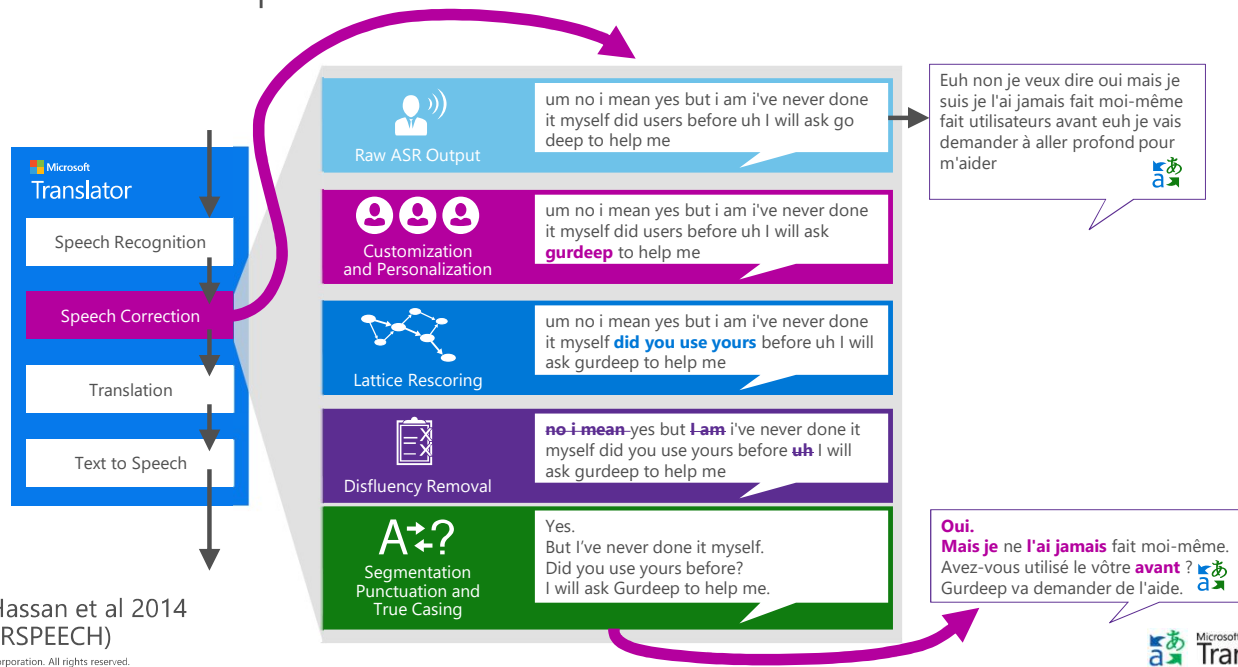 Microsoft
Translator
Speech Recognition
Speech Correction
Translation
Text to Speech
Raw ASR Output
um no i mean yes but i am i've never done
it myself did users before uh I will ask go
deep to help me
Customization
and Personalization
um no i mean yes but i am i've never done
it myself did users before uh I will ask
gurdeep to help me
Lattice Rescoring
um no i mean yes but i am i've never done
it myself did you use yours before uh I will
ask gurdeep to help me
Disfluency Removal
no i mean yes but I am i've never done it
myself did you use yours before uh I will
ask gurdeep to help me
A ?
Segmentation
Punctuation and
True Casing
Yes.
But I've never done it myself.
Did you use yours before?
I will ask Gurdeep to help me.
Euh non je veux dire oui mais je
suis je l'ai jamais fait moi-même
fait utilisateurs avant euh je vais
demander à aller profond pour
m'aider
a あ
Oui.
Mais je ne l'ai jamais fait moi-même.
Avez-vous utilisé le vôtre avant ?
Gurdeep va demander de l'aide.
a あ
Hassan et al 2014
RSPEECH)
orporation. All rights reserved.
a あ
Microsoft
Tran